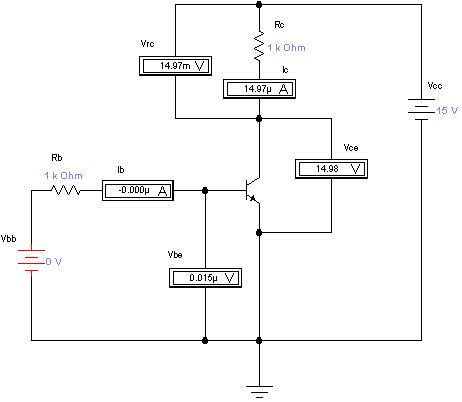 Rc
Vrc
1 k Ohm
14.97m V
Ic
14.97µ A
Vcc
15 V
Vce
14.98 V
Rb
1 k Ohm
Ib
-0.000µ A
Vbb
0 V
Vbe
0.015µ V